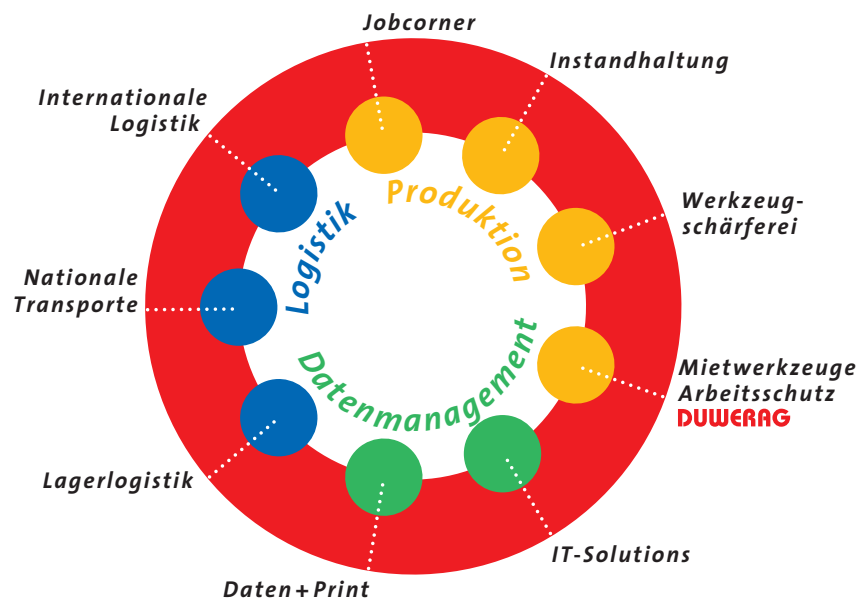 Jobcorner
Instandhaltung
Internationale
Logistik
Werkzeug-
schärferei
Produktion
Logistik
Nationale
Transporte
Datenmanagement
Mietwerkzeuge
Arbeitsschutz
DUWERAG
Lagerlogistik
IT-Solutions
Daten+Print